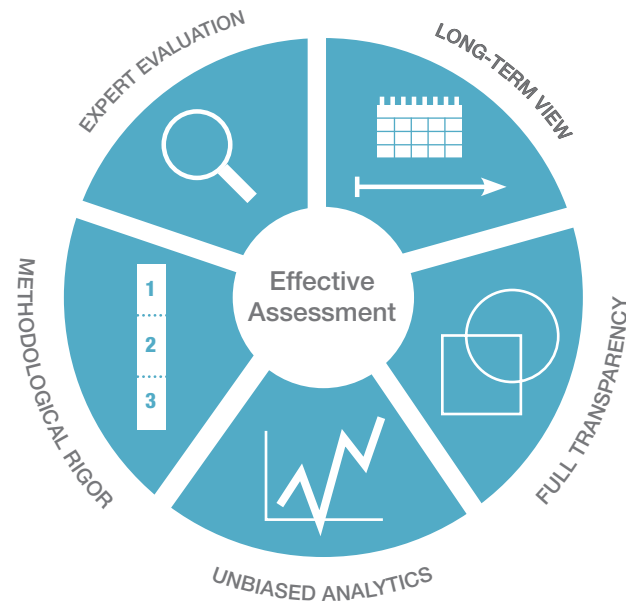 EXPERT EVALUATION
LONG-TERM VIEW
METHODOLOGICAL RIGOR
1
2
3
Effective
Assessment
FULL TRANSPARENCY
UNBIASED ANALYTICS